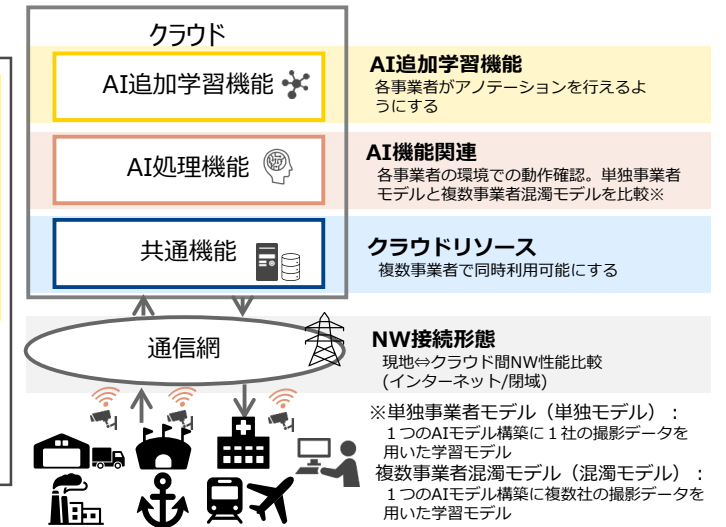 クラウド
AI追加学習機能
AI処理機能
共通機能
通信網
AI追加学習機能
各事業者がアノテーションを行えるよ
うにする
AI機能関連
各事業者の環境での動作確認。単独事業者
モデルと複数事業者混濁モデルを比較※
クラウドリソース
複数事業者で同時利用可能にする
NW接続形態
現地⇔クラウド間NW性能比較
(インターネット/閉域)
※単独事業者モデル（単独モデル）：
１つのAIモデル構築に１社の撮影データを
用いた学習モデル
複数事業者混濁モデル（混濁モデル）：
１つのAIモデル構築に複数社の撮影データを
用いた学習モデル